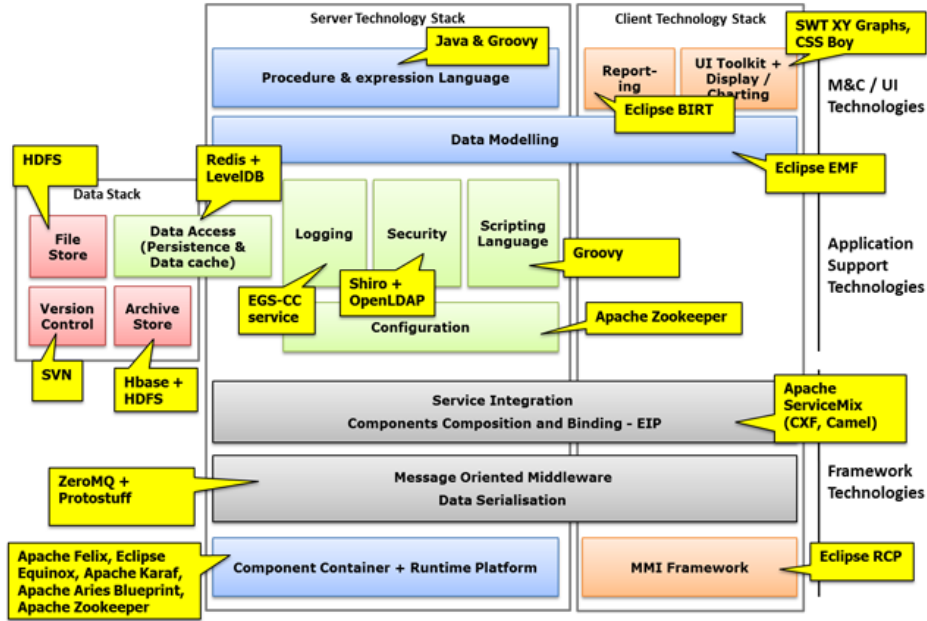 Server Technology Stack
Client Technology Stack
SWT XY Graphs,
CSS Boy
Java & Groovy
Procedure & expression Language
Report-
ing
UI Toolkit +
Display /
Charting
M&C / UI
Technologies
Eclipse BIRT
Data Modelling
Eclipse EMF
HDFS
Redis +
LevelDB
Data Stack
File
Store
Data Access
(Persistence &
Data cache)
Logging
Security
Scripting
Language
Application
Support
Technologies
Groovy
EGS-CC
service
Shiro +
OpenLDAP
Version
Control
Archive
Store
Configuration
Apache Zookeeper
SVN
Hbase +
HDFS
Service Integration
Components Composition and Binding - EIP
Apache
ServiceMix
(CXF, Camel)
ZeroMQ +
Protostuff
Message Oriented Middleware
Data Serialisation
Framework
Technologies
Apache Felix, Eclipse
Equinox, Apache Karaf,
Apache Aries Blueprint,
Apache Zookeeper
Component Container + Runtime Platform
MMI Framework
Eclipse RCP